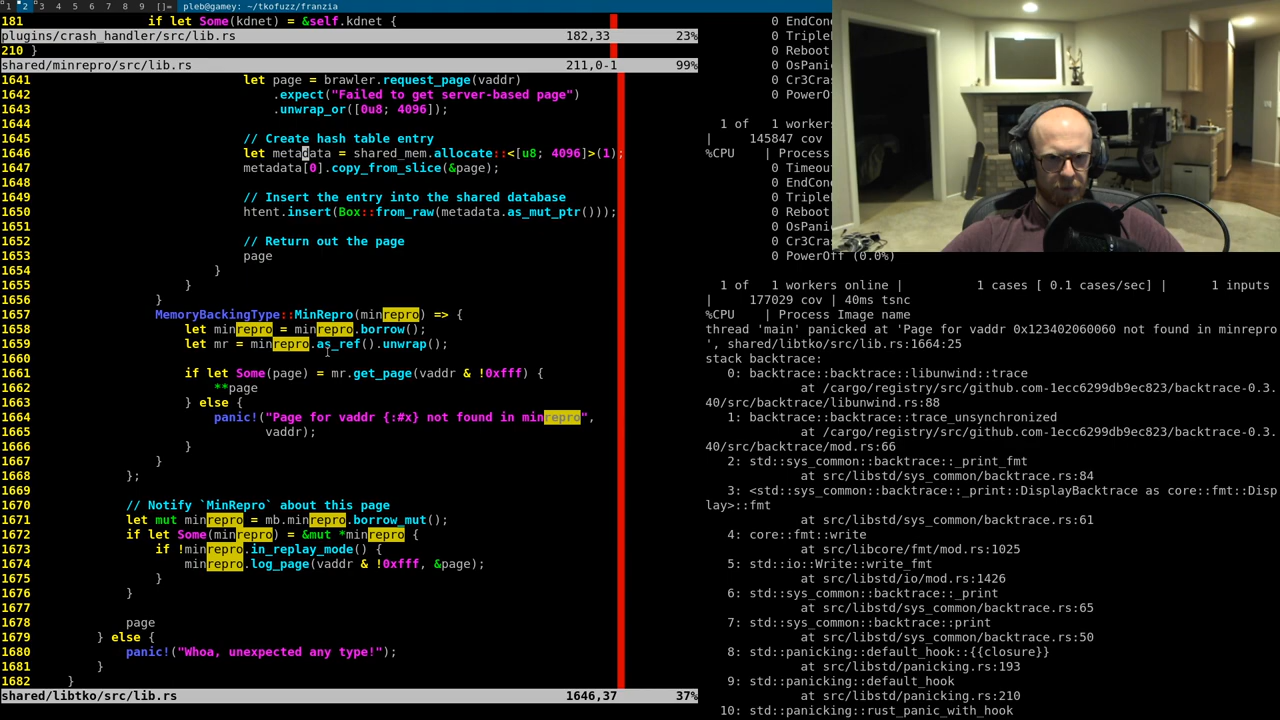 1 2 3 4 5 6 7 8 9 []= pleb@gamey: ~/tkofuzz/franzia
181                 if let Some(kdnet) = &self.kdnet {
plugins/crash_handler/src/lib.rs 182,33 23%
210 }
shared/minrepro/src/lib.rs 211,0-1 99%
1641 let page = brawler.request_page(vaddr)
1642 .expect("Failed to get server-based page")
1643 .unwrap_or([0u8; 4096]);
1644
1645 // Create hash table entry
1646 let metadata = shared_mem.allocate::<[u8; 4096]>(1);
1647 metadata[0].copy_from_slice(&page);
1648
1649 // Insert the entry into the shared database
1650 htent.insert(Box::from_raw(metadata.as_mut_ptr()));
1651
1652 // Return out the page
1653 page
1654 }
1655 }
1656 }
1657 MemoryBackingType::MinRepro(minrepro) => {
1658 let minrepro = minrepro.borrow();
1659 let mr = minrepro.as_ref().unwrap();
1660
1661 if let Some(page) = mr.get_page(vaddr & !0xfff) {
1662 **page
1663 } else {
1664 panic!("Page for vaddr {:#x} not found in minrepro",
1665 vaddr);
1666 }
1667 }
1668 };
1669
1670 // Notify `MinRepro` about this page
1671 let mut minrepro = mb.minrepro.borrow_mut();
1672 if let Some(minrepro) = &mut *minrepro {
1673 if !minrepro.in_replay_mode() {
1674 minrepro.log_page(vaddr & !0xfff, &page);
1675 }
1676 }
1677
1678 page
1679 } else {
1680 panic!("Whoa, unexpected any type!");
1681 }
1682 }
shared/libtko/src/lib.rs 1646,37 37%
0 EndCon
0 Triple
0 Reboot
0 OsPani
0 Cr3Cra
0 PowerO
1 of 1 workers
| 145847 cov |
%CPU | Process
0 Timeou
0 EndCon
0 Triple
0 Reboot
0 OsPani
0 Cr3Cras
0 PowerOff (0.0%)
1 of 1 workers online | 1 cases [ 0.1 cases/sec] | 1 inputs
| 177029 cov | 40ms tsnc
%CPU | Process Image name
thread 'main' panicked at 'Page for vaddr 0x123402060060 not found in minrepro
', shared/libtko/src/lib.rs:1664:25
stack backtrace:
0: backtrace::backtrace::libunwind::trace
at /cargo/registry/src/github.com-1ecc6299db9ec823/backtrace-0.3.
40/src/backtrace/libunwind.rs:88
1: backtrace::backtrace::trace_unsynchronized
at /cargo/registry/src/github.com-1ecc6299db9ec823/backtrace-0.3.
40/src/backtrace/mod.rs:66
2: std::sys_common::backtrace::_print_fmt
at src/libstd/sys_common/backtrace.rs:84
3: <std::sys_common::backtrace::_print::DisplayBacktrace as core::fmt::Disp
lay>::fmt
at src/libstd/sys_common/backtrace.rs:61
4: core::fmt::write
at src/libcore/fmt/mod.rs:1025
5: std::io::Write::write_fmt
at src/libstd/io/mod.rs:1426
6: std::sys_common::backtrace::_print
at src/libstd/sys_common/backtrace.rs:65
7: std::sys_common::backtrace::print
at src/libstd/sys_common/backtrace.rs:50
8: std::panicking::default_hook::{{closure}}
at src/libstd/panicking.rs:193
9: std::panicking::default_hook
at src/libstd/panicking.rs:210
10: std::panicking::rust_panic_with_hook